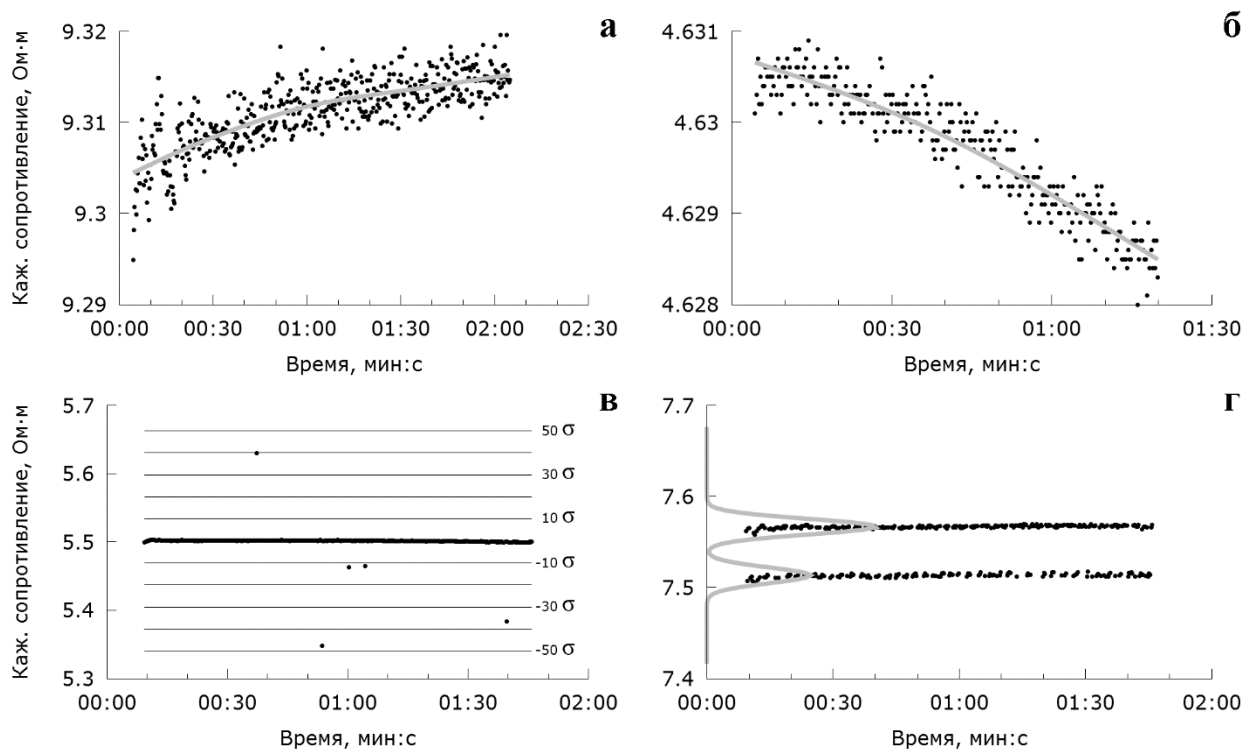 а
Каж. сопротивление, Ом·м
9.32
9.31
9.3
9.29
00:00 00:30 01:00 01:30 02:00 02:30
Время, мин:с
б
4.631
4.63
4.629
4.628
00:00 00:30 01:00 01:30
Время, мин:с
в
Каж. сопротивление, Ом·м
5.7
5.6
5.5
5.4
5.3
50 σ
30 σ
10 σ
-10 σ
-30 σ
-50 σ
00:00 00:30 01:00 01:30 02:00
Время, мин:с
г
7.7
7.6
7.5
7.4
00:00 00:30 01:00 01:30 02:00
Время, мин:с